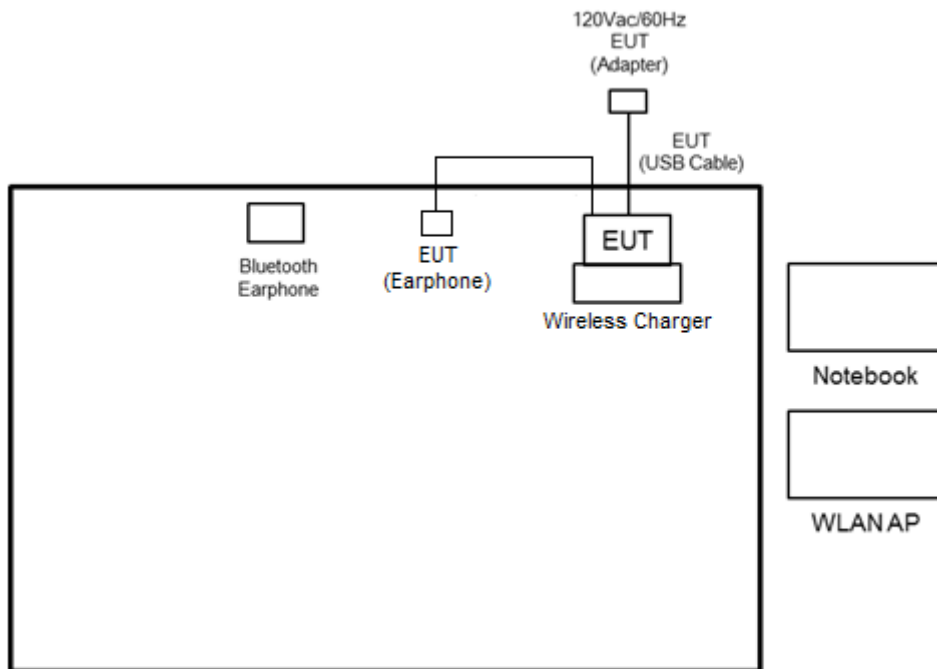 120Vac/60Hz
EUT
(Adapter)
EUT
(USB Cable)
Bluetooth
Earphone
EUT
(Earphone)
EUT
Wireless Charger
Notebook
WLAN AP